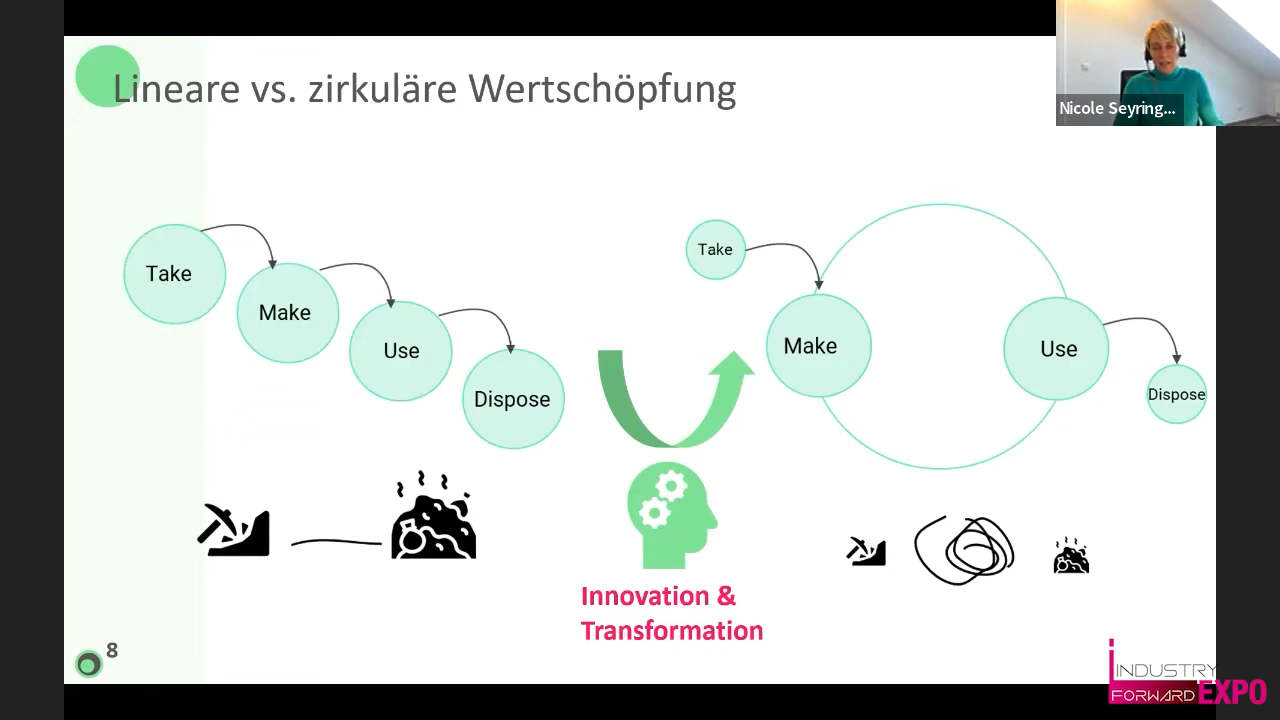 Lineare vs. zirkuläre Wertschöpfung
Nicole Seyring...
Take
Make
Use
Dispose
Take
Make
Use
Dispose
Innovation &
Transformation
8
INDUSTRY
FORWARD EXPO